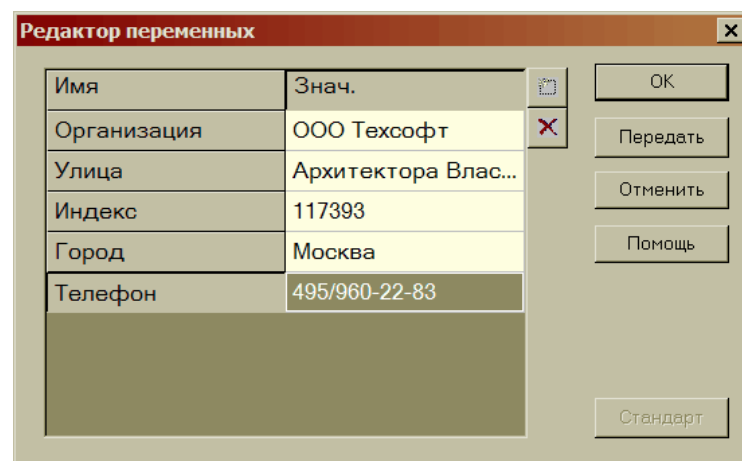 Редактор переменных
Имя Знач. OK
Организация ООО Техсофт Передать
Улица Архитектора Влас...
Отменить
Индекс 117393
Город Москва Помощь
Телефон 495/960-22-83
Стандарт